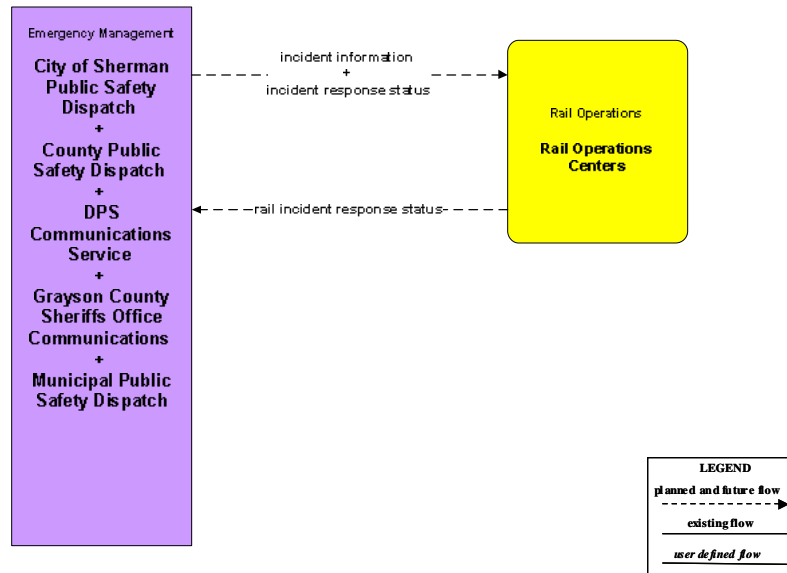 Emergency Management
City of Sherman
Public Safety
Dispatch
+
County Public
Safety Dispatch
+
DPS
Communications
Service
+
Grayson County
Sheriffs Office
Communications
+
Municipal Public
Safety Dispatch
incident information
+
incident response status
rail incident response status
Rail Operations
Rail Operations
Centers
LEGEND
planned and future flow
existing flow
user defined flow